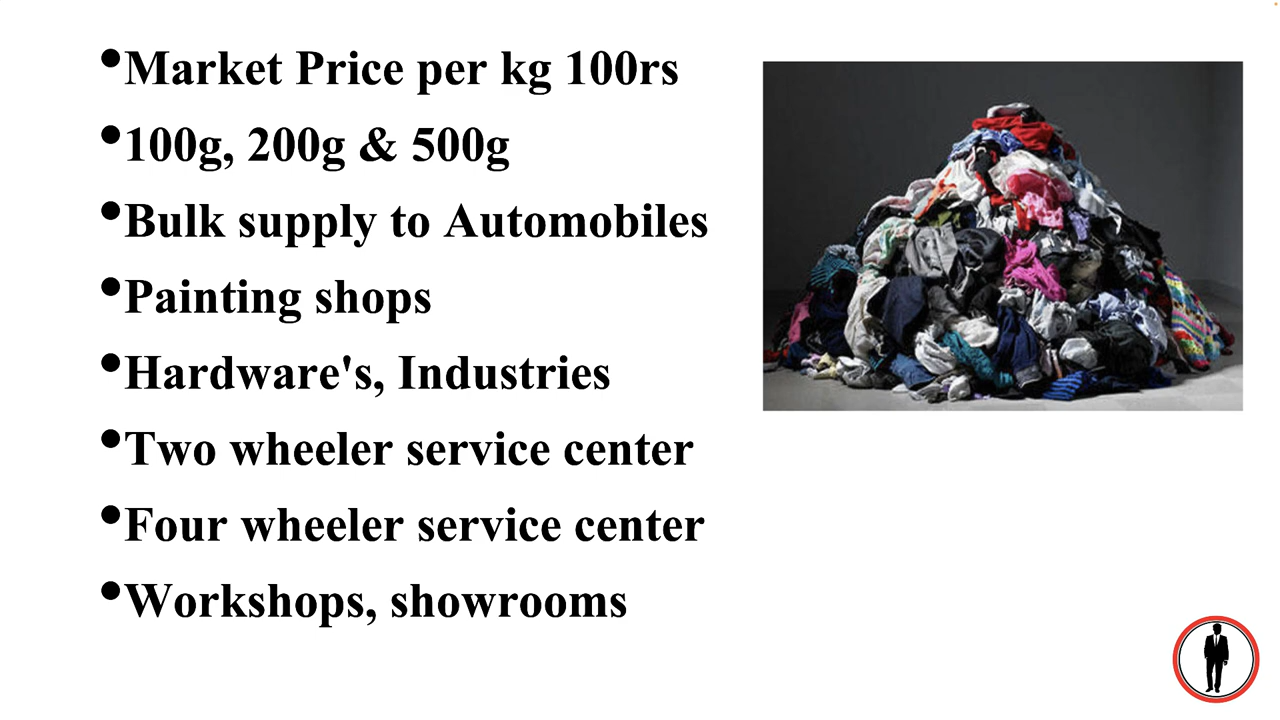 •Market Price per kg 100rs
•100g, 200g & 500g
•Bulk supply to Automobiles
•Painting shops
•Hardware's, Industries
•Two wheeler service center
•Four wheeler service center
•Workshops, showrooms